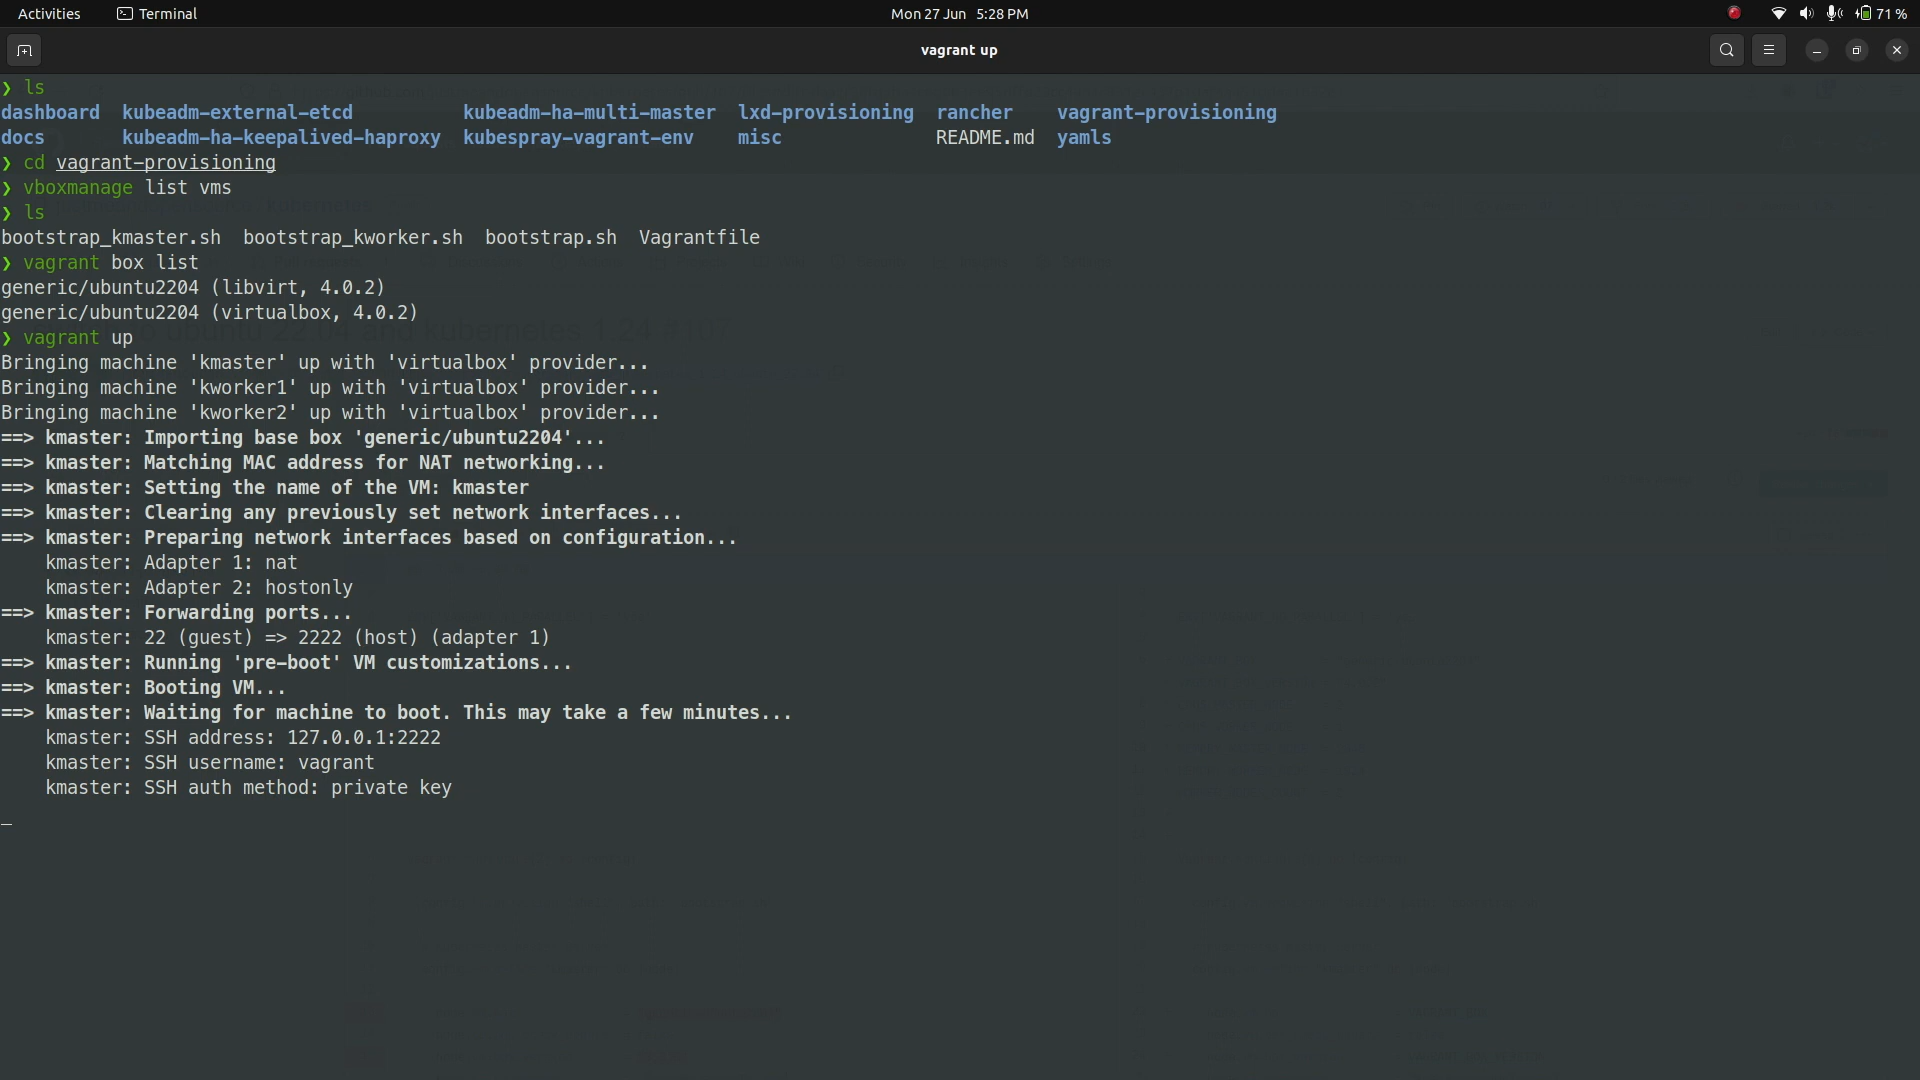 Activities Terminal Mon 27 Jun 5:28 PM 71 %
vagrant up
❯ ls
dashboard kubeadm-external-etcd kubeadm-ha-multi-master lxd-provisioning rancher vagrant-provisioning
docs kubeadm-ha-keepalived-haproxy kubespray-vagrant-env misc README.md yamls
❯ cd vagrant-provisioning
❯ vboxmanage list vms
❯ ls
bootstrap_kmaster.sh bootstrap_kworker.sh bootstrap.sh Vagrantfile
❯ vagrant box list
generic/ubuntu2204 (libvirt, 4.0.2)
generic/ubuntu2204 (virtualbox, 4.0.2)
❯ vagrant up
Bringing machine 'kmaster' up with 'virtualbox' provider...
Bringing machine 'kworker1' up with 'virtualbox' provider...
Bringing machine 'kworker2' up with 'virtualbox' provider...
==> kmaster: Importing base box 'generic/ubuntu2204'...
==> kmaster: Matching MAC address for NAT networking...
==> kmaster: Setting the name of the VM: kmaster
==> kmaster: Clearing any previously set network interfaces...
==> kmaster: Preparing network interfaces based on configuration...
kmaster: Adapter 1: nat
kmaster: Adapter 2: hostonly
==> kmaster: Forwarding ports...
kmaster: 22 (guest) => 2222 (host) (adapter 1)
==> kmaster: Running 'pre-boot' VM customizations...
==> kmaster: Booting VM...
==> kmaster: Waiting for machine to boot. This may take a few minutes...
kmaster: SSH address: 127.0.0.1:2222
kmaster: SSH username: vagrant
kmaster: SSH auth method: private key